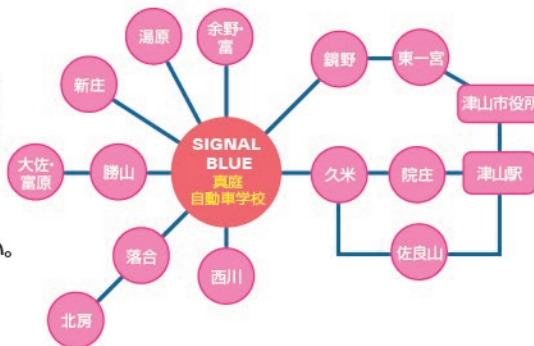 湯原
余野・
富
新庄
鏡野
東一宮
津山市役所
大佐・
富原
勝山
SIGNAL
BLUE
真庭
自動車学校
久米
院庄
津山駅
い。
落合
西川
佐良山
北房